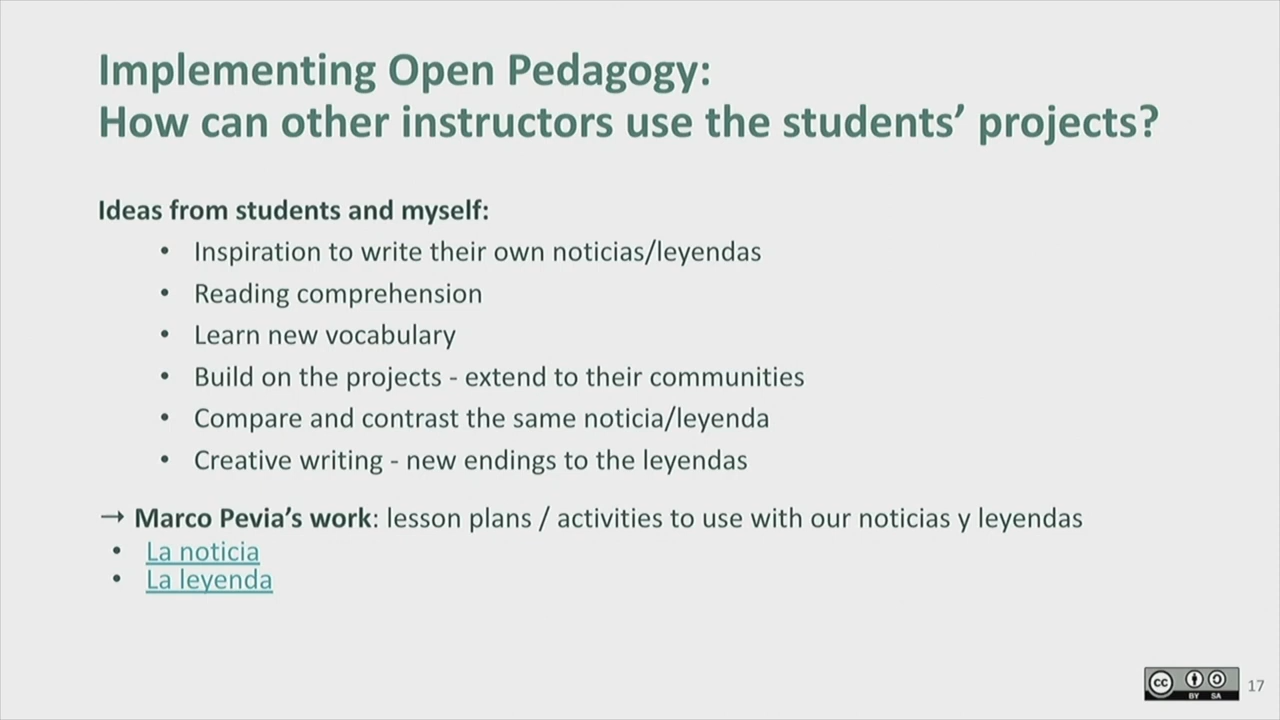 Implementing Open Pedagogy:
How can other instructors use the students’ projects?
Ideas from students and myself:
• Inspiration to write their own noticias/leyendas
• Reading comprehension
• Learn new vocabulary
• Build on the projects - extend to their communities
• Compare and contrast the same noticia/leyenda
• Creative writing - new endings to the leyendas
→ Marco Pevia’s work: lesson plans / activities to use with our noticias y leyendas
• La noticia
• La leyenda
cc BY SA
17